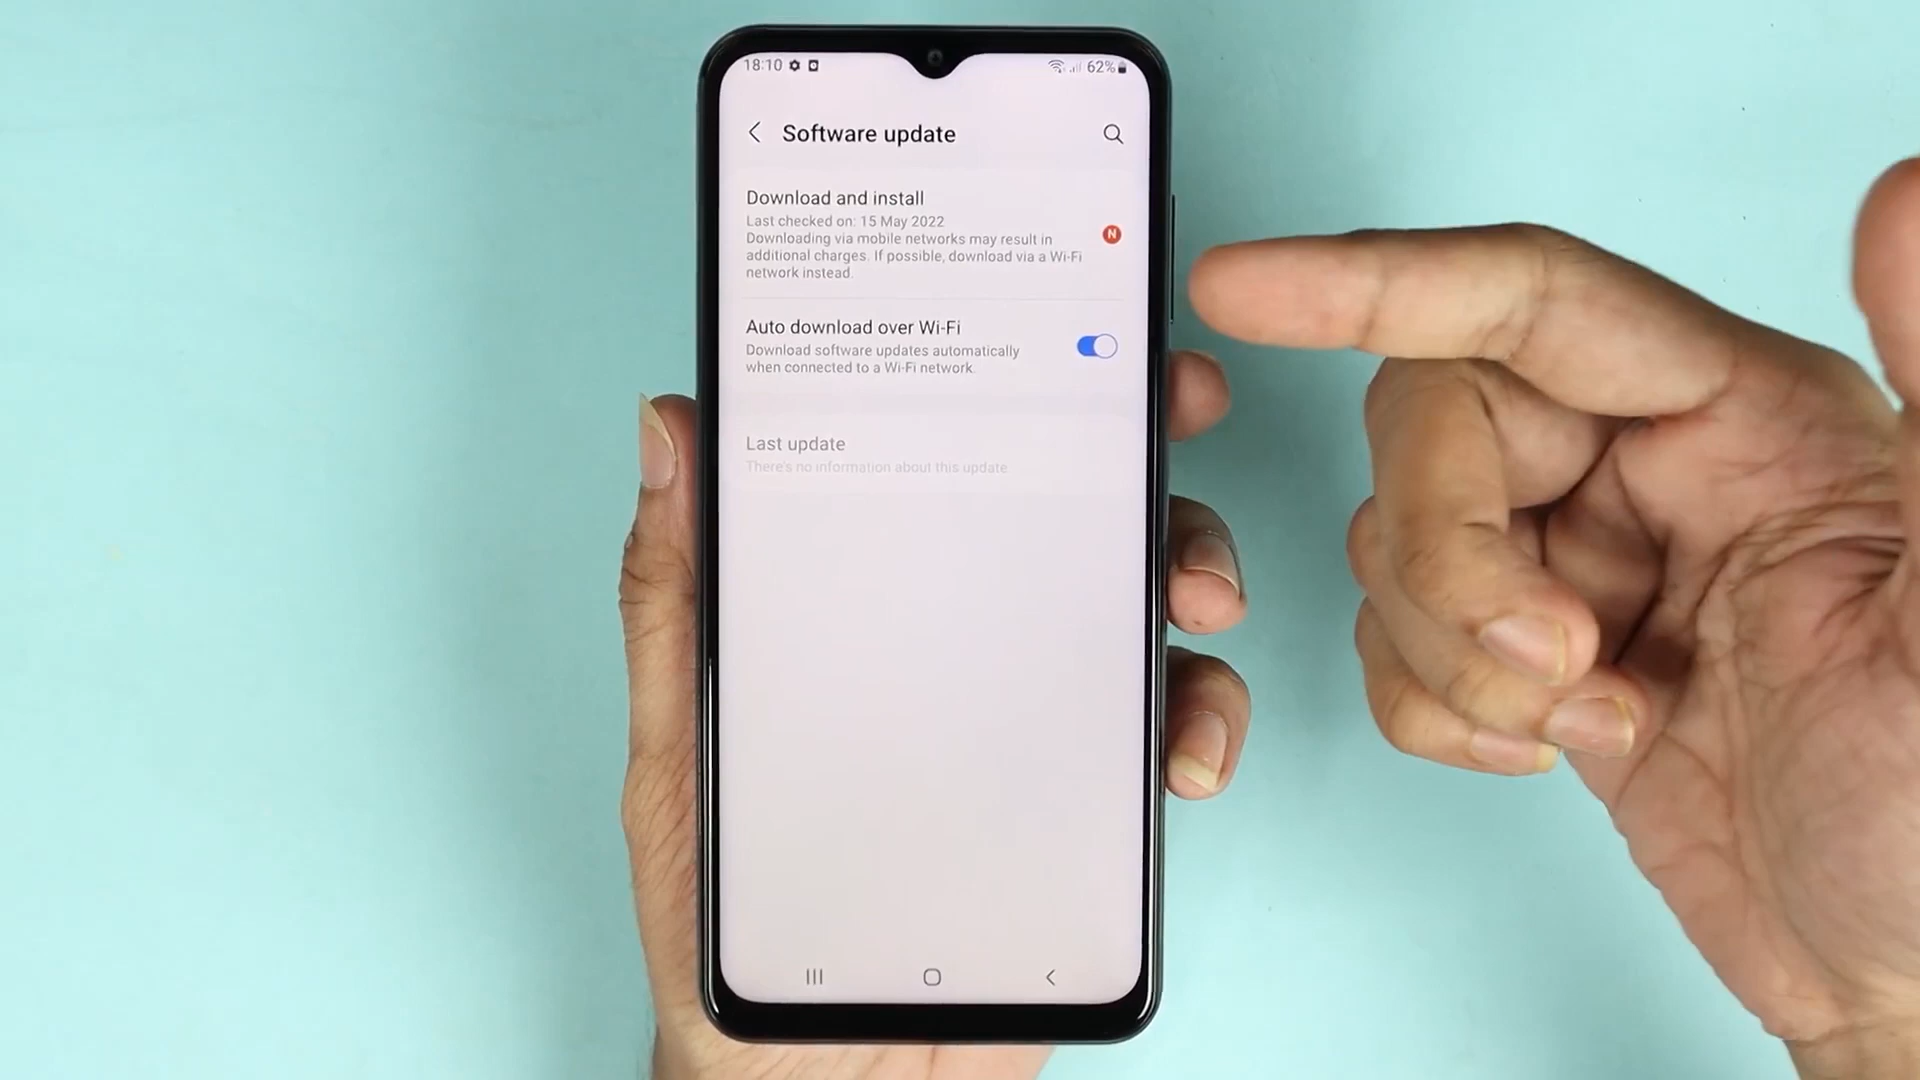 18:10
62%
Software update
Download and install
Last checked on: 15 May 2022
Downloading via mobile networks may result in
additional charges. If possible, download via a Wi-Fi
network instead.
N
Auto download over Wi-Fi
Download software updates automatically
when connected to a Wi-Fi network.
Last update
There's no information about this update